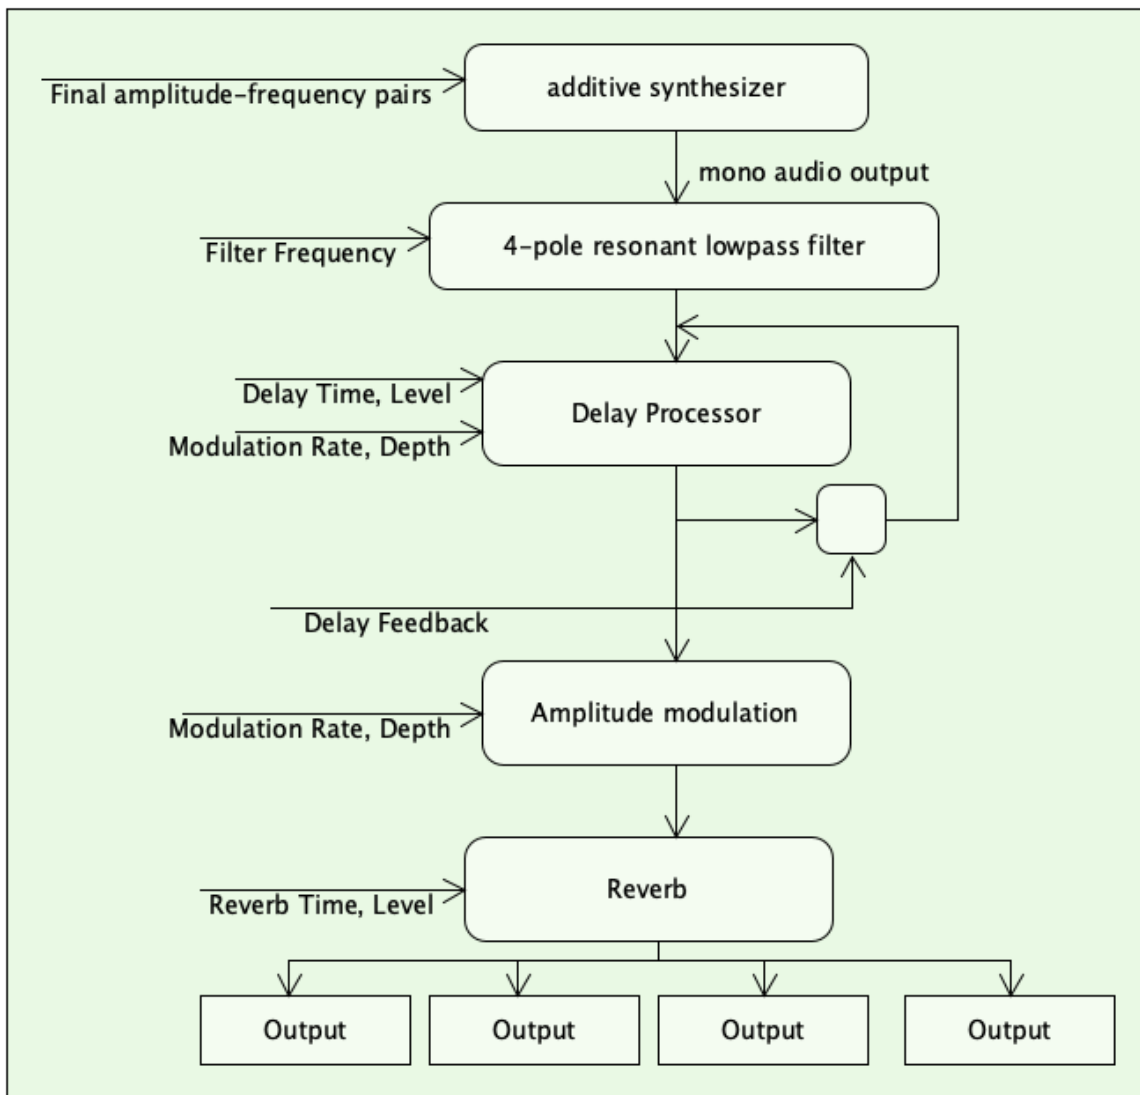 additive synthesizer
Final amplitude-frequency pairs
mono audio output
4-pole resonant lowpass filter
Filter Frequency
Delay Time, Level
Delay Processor
Modulation Rate, Depth
Delay Feedback
Amplitude modulation
Modulation Rate, Depth
Reverb
Reverb Time, Level
Output
Output
Output
Output